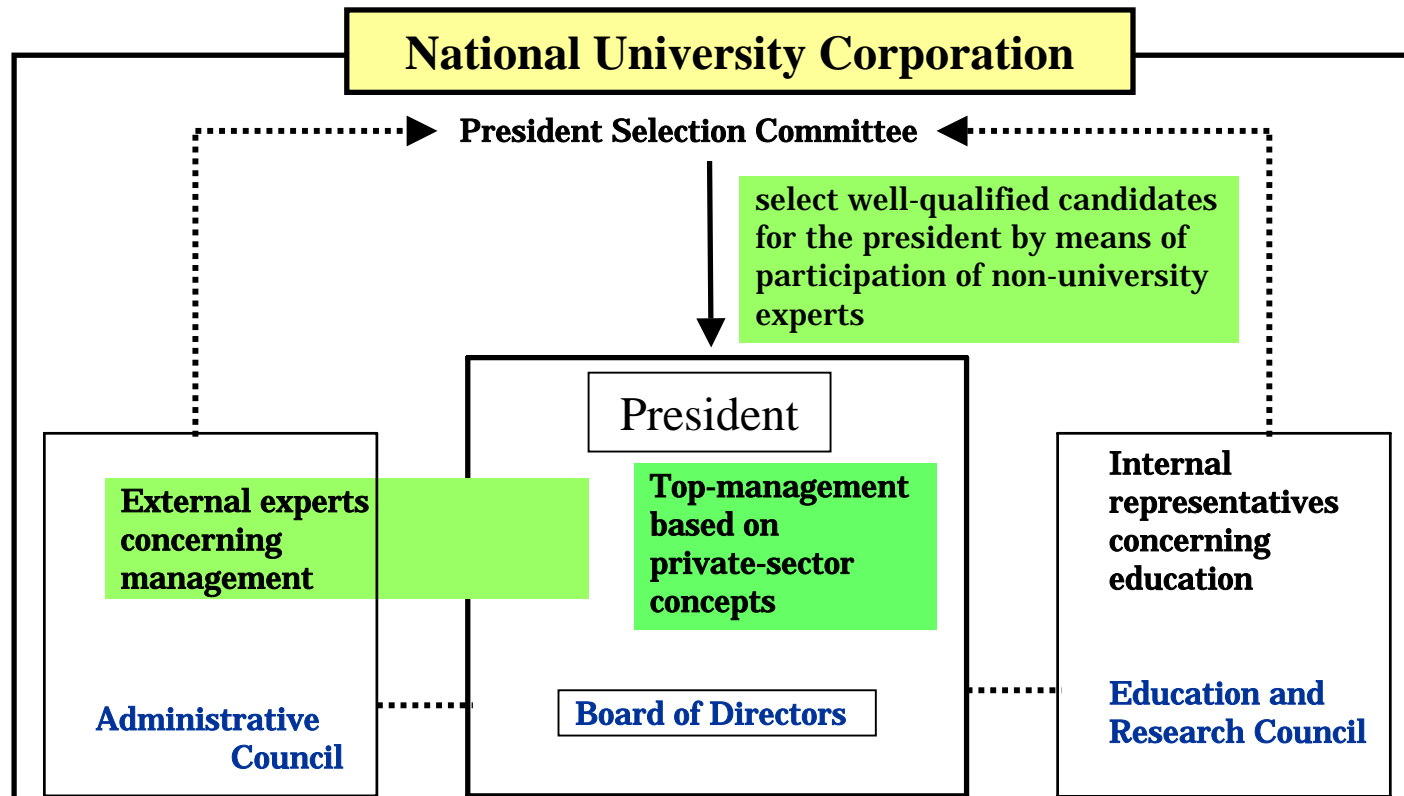 National University Corporation
President Selection Committee
select well-qualified candidates
for the president by means of
participation of non-university
experts
President
External experts
concerning
management
Top-management
based on
private-sector
concepts
Internal
representatives
concerning
education
Administrative
Council
Board of Directors
Education and
Research Council